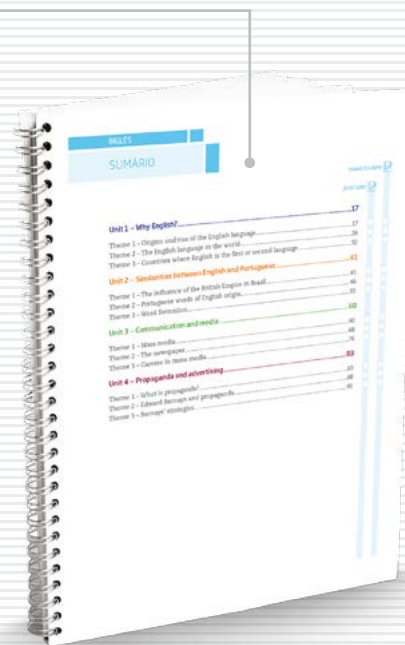 INGLÊS
SUMÁRIO
Unit 1 – Why English? 17
Theme 1 – Origins and rise of the English language 17
Theme 2 – The English language in the world
Theme 3 – Countries where English is the first or second language
Unit 2 – Similarities between English and Portuguese 41
Theme 1 – The influence of the British Empire in Brazil
Theme 2 – Portuguese words of English origin
Theme 3 – Word formation
Unit 3 – Communication and media
Theme 1 – Mass media
Theme 2 – The newspaper
Theme 3 – Careers in mass media
Unit 4 – Propaganda and advertising
Theme 1 – What is propaganda?
Theme 2 – Edward Bernays and propaganda
Theme 3 – Bernays' strategies